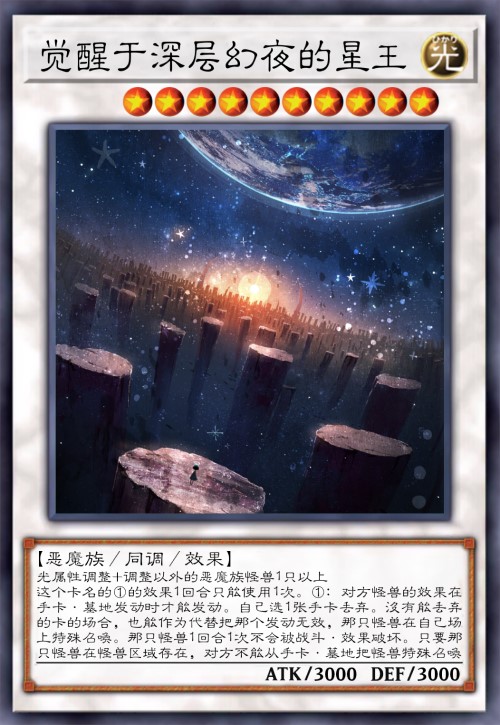 觉醒于深层幻夜的星王
ひかり
光
【恶魔族／同调／效果】
光属性调整+调整以外的恶魔族怪兽1只以上
这个卡名的①的效果1回合只能使用1次。①：对方怪兽的效果在
手卡·墓地发动时才能发动。自己选1张手卡丢弃。没有能丢弃
的卡的场合，也能作为代替把那个发动无效，那只怪兽在自己场
上特殊召唤。那只怪兽1回合1次不会被战斗·效果破坏。只要那
只怪兽在怪兽区域存在，对方不能从手卡·墓地把怪兽特殊召唤
ATK/3000 DEF/3000